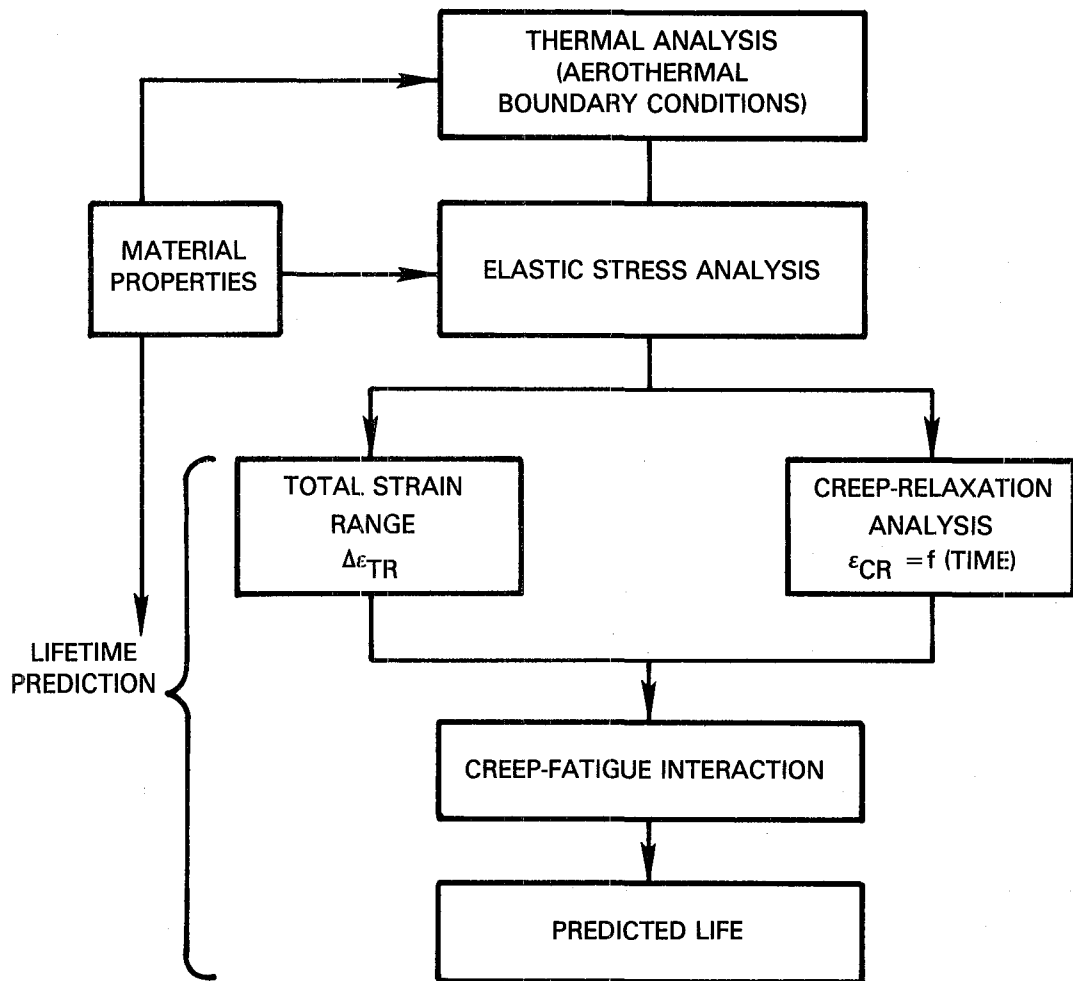 THERMAL ANALYSIS
(AEROTHERMAL
BOUNDARY CONDITIONS)
MATERIAL
PROPERTIES
ELASTIC STRESS ANALYSIS
TOTAL STRAIN
RANGE
Δε_TR
CREEP-RELAXATION
ANALYSIS
ε_CR = f (TIME)
LIFETIME
PREDICTION
CREEP-FATIGUE INTERACTION
PREDICTED LIFE